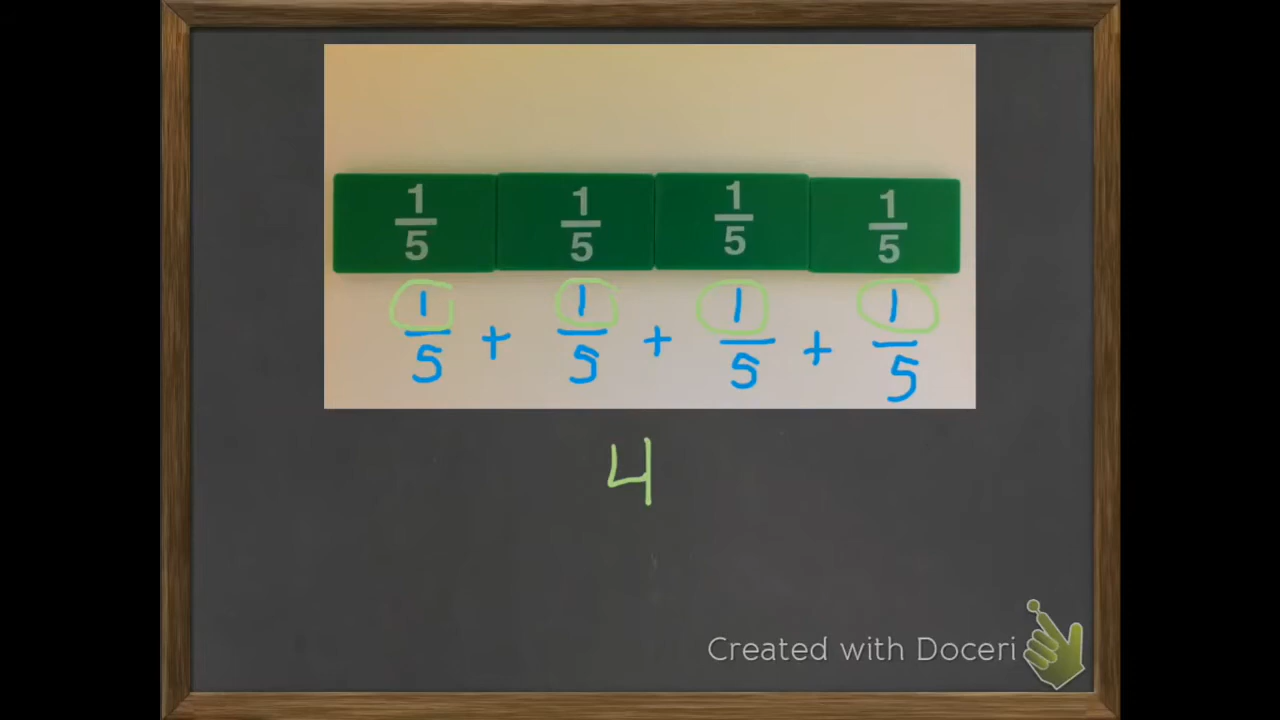 1/5 1/5 1/5 1/5
1/5 + 1/5 + 1/5 + 1/5
4
Created with Doceri